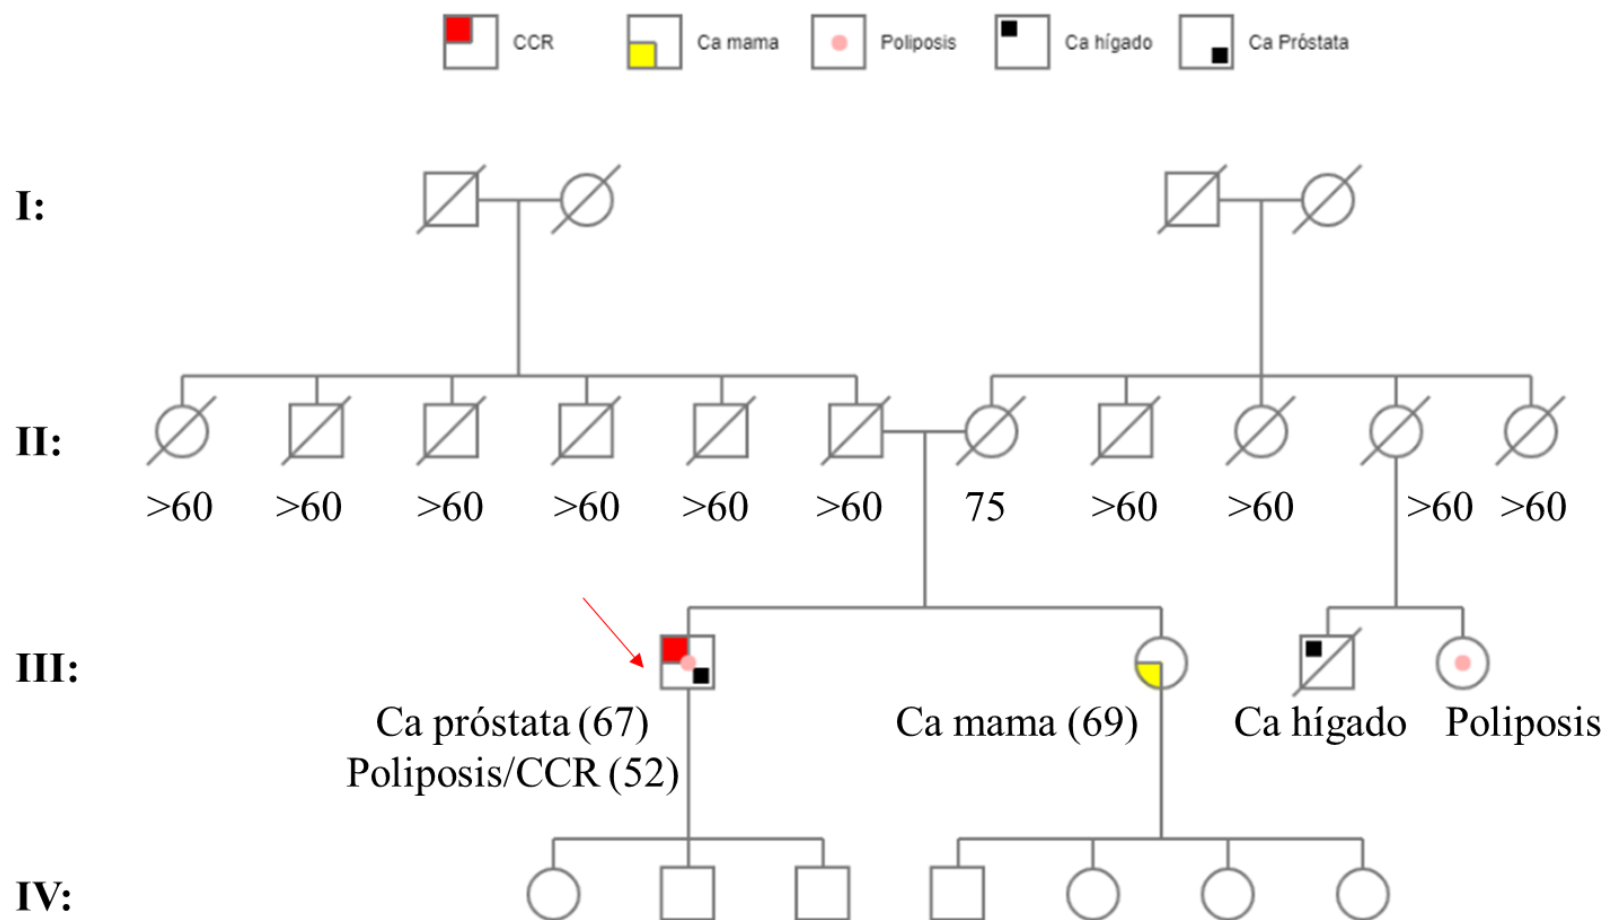 CCR Ca mama Poliposis Ca hígado Ca Próstata
I:
II:
>60 >60 >60 >60 >60 >60 75 >60 >60 >60 >60
III:
Ca próstata (67) Ca mama (69) Ca hígado Poliposis
Poliposis/CCR (52)
IV: